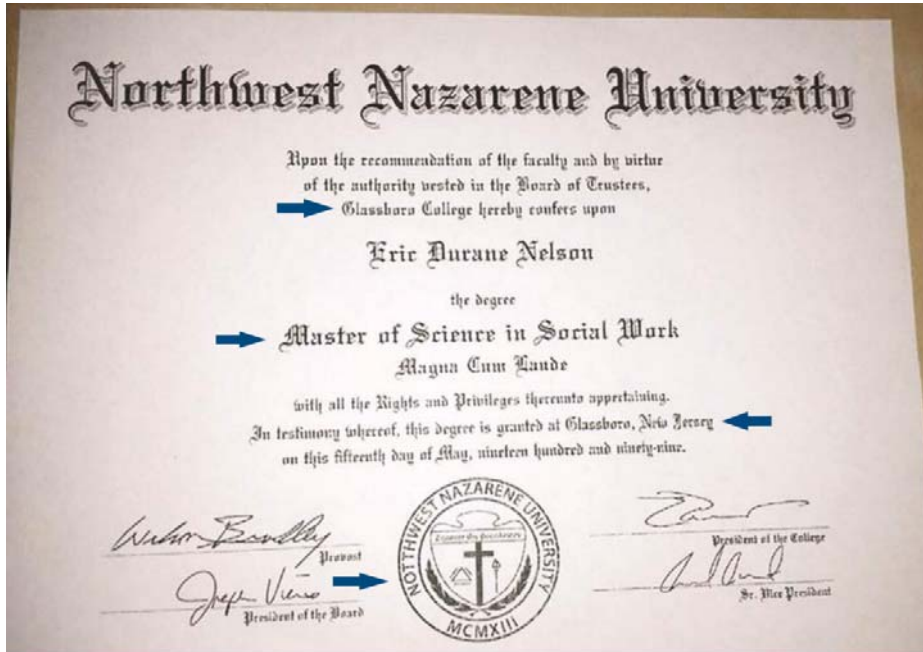 Northwest Nazarene University
Upon the recommendation of the faculty and by virtue
of the authority vested in the Board of Trustees,
Glassboro College hereby confers upon
Eric Durane Nelson
the degree
Master of Science in Social Work
Magna Cum Laude
with all the Rights and Privileges thereunto appertaining.
In testimony whereof, this degree is granted at Glassboro, New Jersey
on this fifteenth day of May, nineteen hundred and ninety-nine.
Provost
President of the Board
NOTTHWEST NAZARENE UNIVERSITY
MCMXIII
President of the College
Sr. Vice President